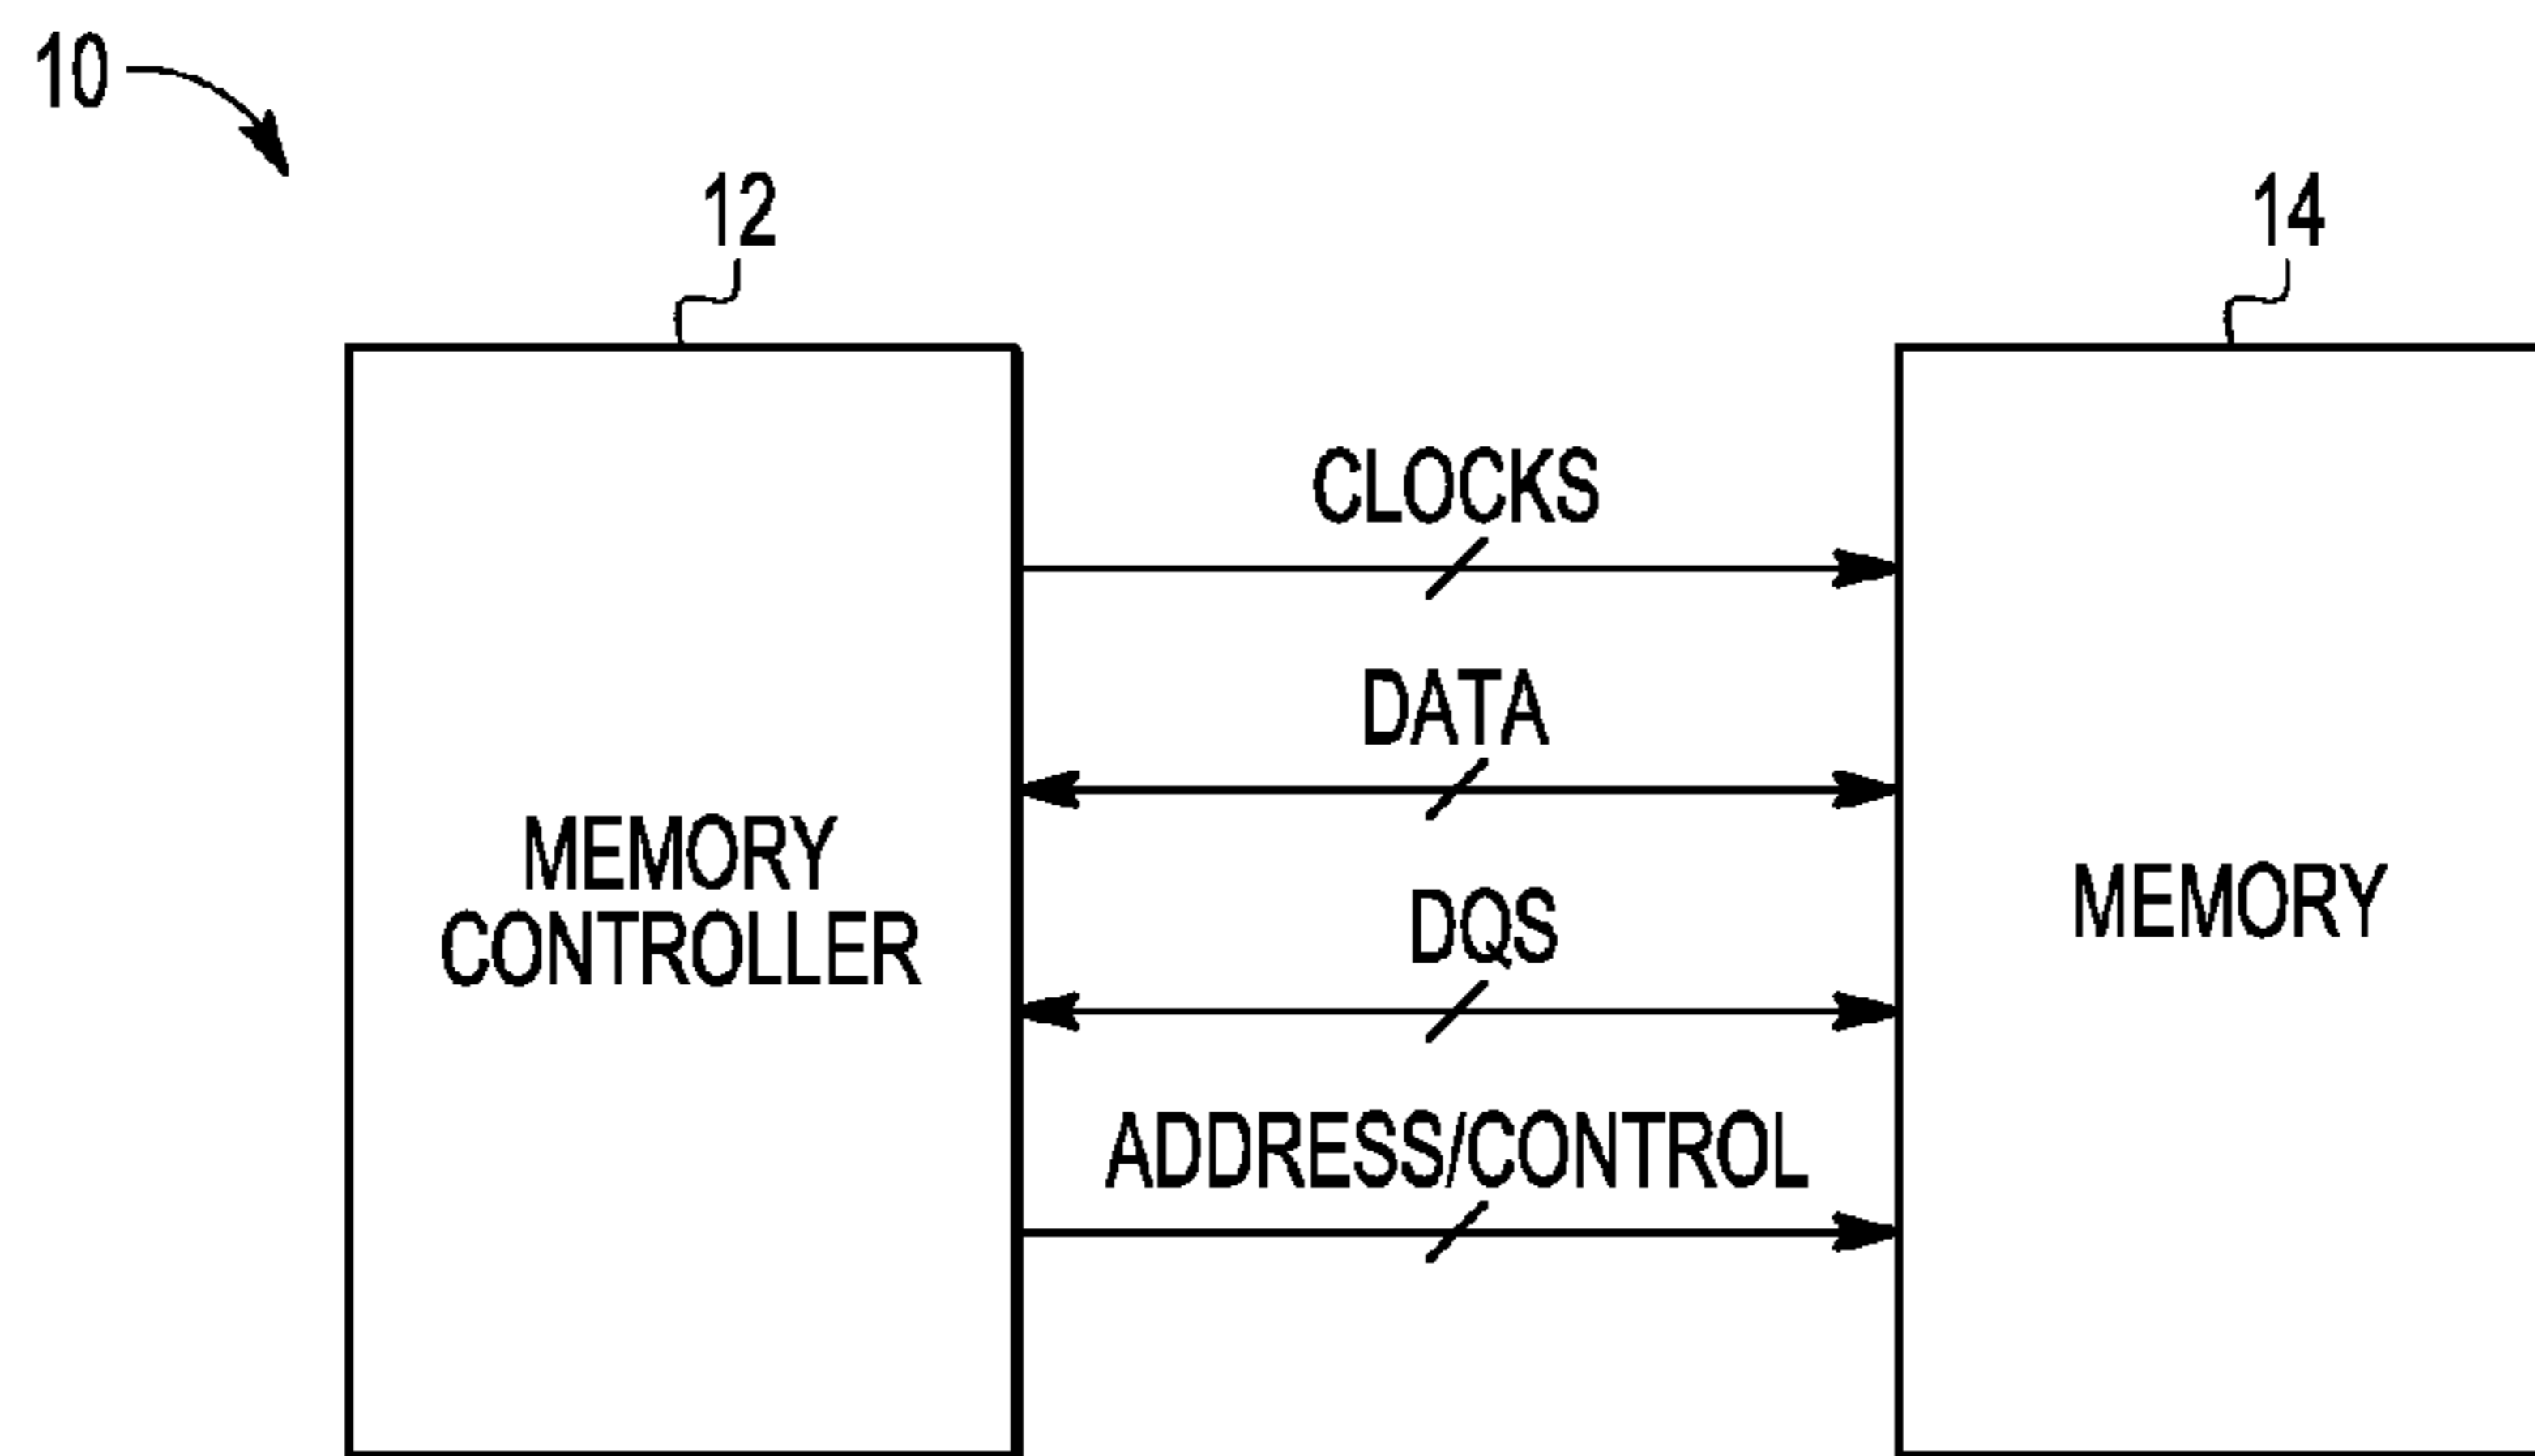 10
12
14
CLOCKS
DATA
MEMORY
CONTROLLER
DQS
MEMORY
ADDRESS/CONTROL